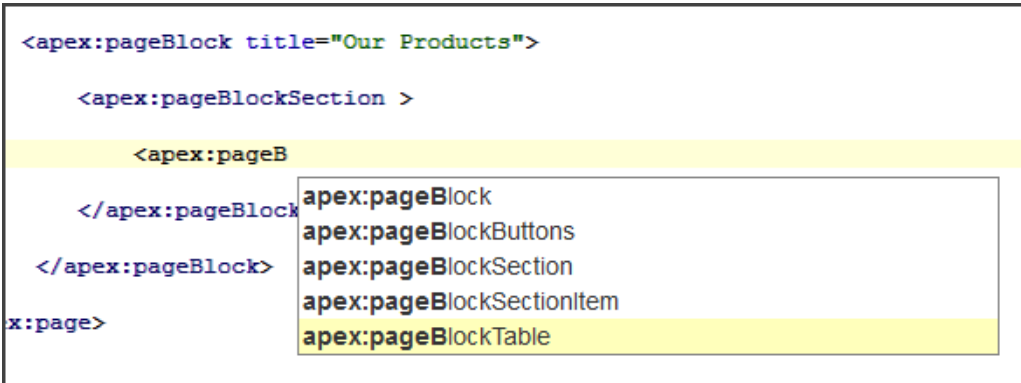 <apex:pageBlock title="Our Products">
<apex:pageBlockSection >
<apex:pageB
apex:pageBlock
</apex:pageBlock
apex:pageBlockButtons
</apex:pageBlock>
apex:pageBlockSection
apex:pageBlockSectionItem
x:page>
apex:pageBlockTable